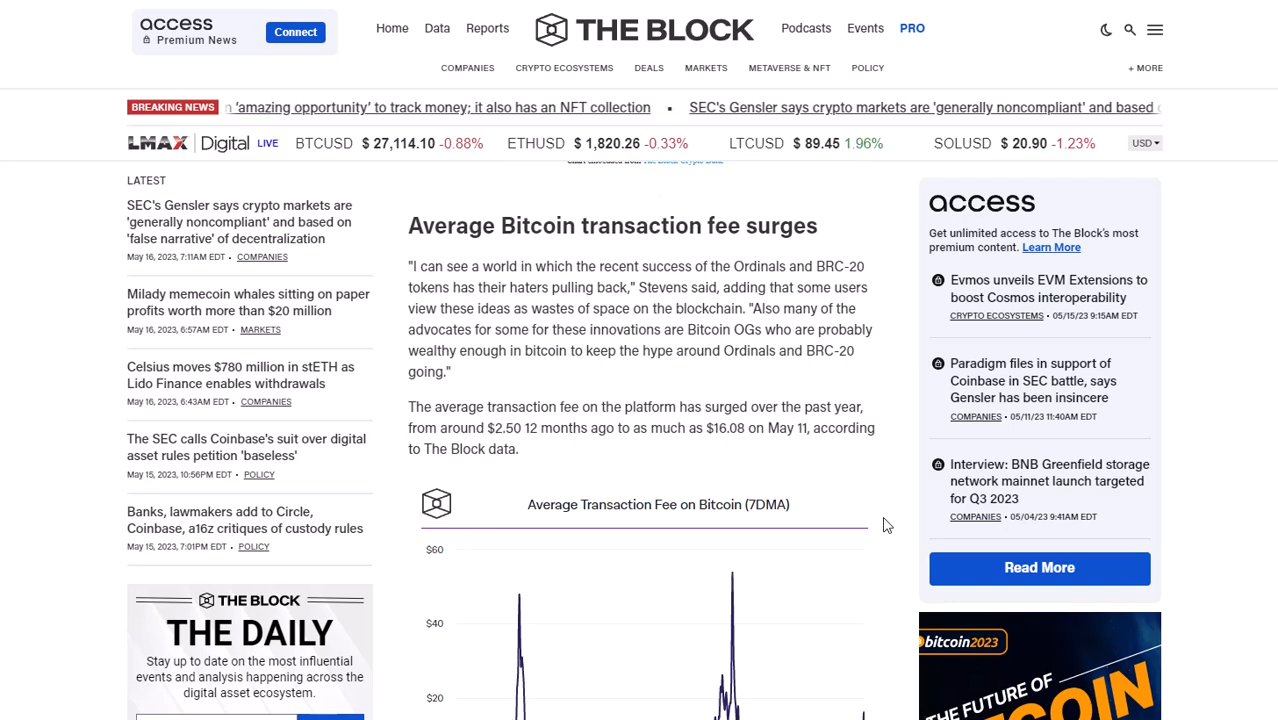 access
Premium News
Connect
Home Data Reports
THE BLOCK
Podcasts Events PRO
COMPANIES CRYPTO ECOSYSTEMS DEALS MARKETS METAVERSE & NFT POLICY
+ MORE
BREAKING NEWS 'amazing opportunity' to track money; it also has an NFT collection • SEC's Gensler says crypto markets are 'generally noncompliant' and based
LMAX Digital LIVE BTCUSD $ 27,114.10 -0.88% ETHUSD $ 1,820.26 -0.33% LTCUSD $ 89.45 1.96% SOLUSD $ 20.90 -1.23% USD
LATEST
SEC's Gensler says crypto markets are
'generally noncompliant' and based on
'false narrative' of decentralization
May 16, 2023, 7:11AM EDT • COMPANIES
Milady memecoin whales sitting on paper
profits worth more than $20 million
May 16, 2023, 6:57AM EDT • MARKETS
Celsius moves $780 million in stETH as
Lido Finance enables withdrawals
May 16, 2023, 6:43AM EDT • COMPANIES
The SEC calls Coinbase's suit over digital
asset rules petition 'baseless'
May 15, 2023, 10:56PM EDT • POLICY
Banks, lawmakers add to Circle,
Coinbase, a16z critiques of custody rules
May 15, 2023, 7:01PM EDT • POLICY
THE BLOCK
THE DAILY
Stay up to date on the most influential
events and analysis happening across the
digital asset ecosystem.
Average Bitcoin transaction fee surges
"I can see a world in which the recent success of the Ordinals and BRC-20
tokens has their haters pulling back," Stevens said, adding that some users
view these ideas as wastes of space on the blockchain. "Also many of the
advocates for some for these innovations are Bitcoin OGs who are probably
wealthy enough in bitcoin to keep the hype around Ordinals and BRC-20
going."
The average transaction fee on the platform has surged over the past year,
from around $2.50 12 months ago to as much as $16.08 on May 11, according
to The Block data.
Average Transaction Fee on Bitcoin (7DMA)
$60
$40
$20
access
Get unlimited access to The Block's most
premium content. Learn More
Evmos unveils EVM Extensions to
boost Cosmos interoperability
CRYPTO ECOSYSTEMS • 05/15/23 9:15AM EDT
Paradigm files in support of
Coinbase in SEC battle, says
Gensler has been insincere
COMPANIES • 05/11/23 11:40AM EDT
Interview: BNB Greenfield storage
network mainnet launch targeted
for Q3 2023
COMPANIES • 05/04/23 9:41AM EDT
Read More
bitcoin2023
THE FUTURE OF